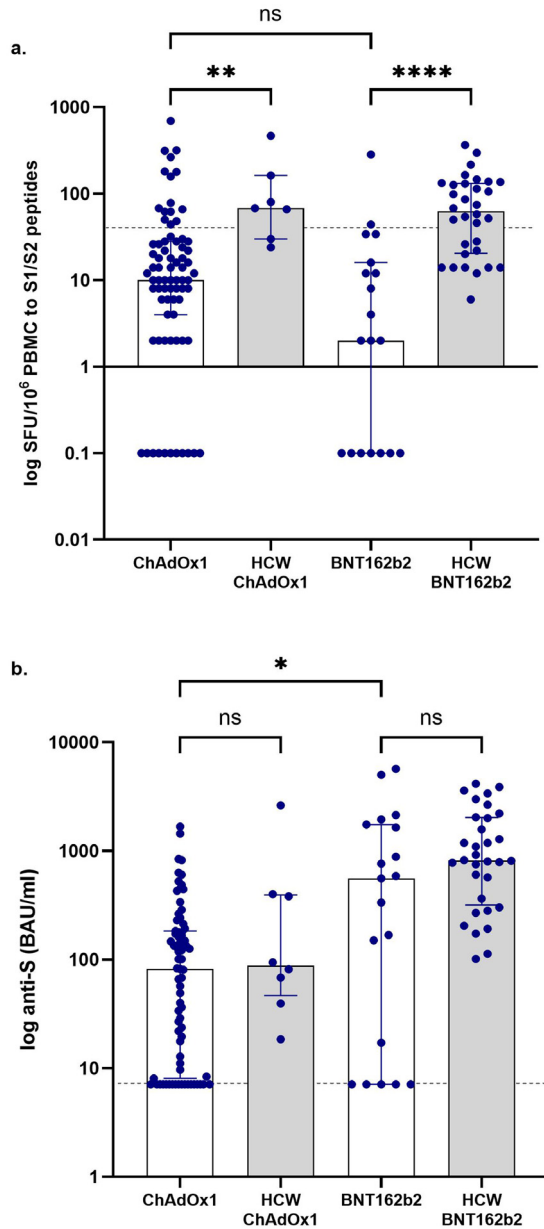 a.
ns
** ****
1000
100
10
1
0.1
0.01
log SFU/10⁶ PBMC to S1/S2 peptides
ChAdOx1 HCW ChAdOx1 BNT162b2 HCW BNT162b2
b.
*
ns ns
10000
1000
100
10
1
log anti-S (BAU/ml)
ChAdOx1 HCW ChAdOx1 BNT162b2 HCW BNT162b2